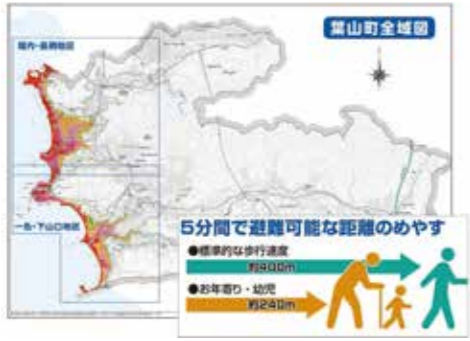 葉山町全域図
堀内・長柄地区
一色・下山口地区
5分間で避難可能な距離のめやす
●標準的な歩行速度
約400m
●お年寄り・幼児
約240m